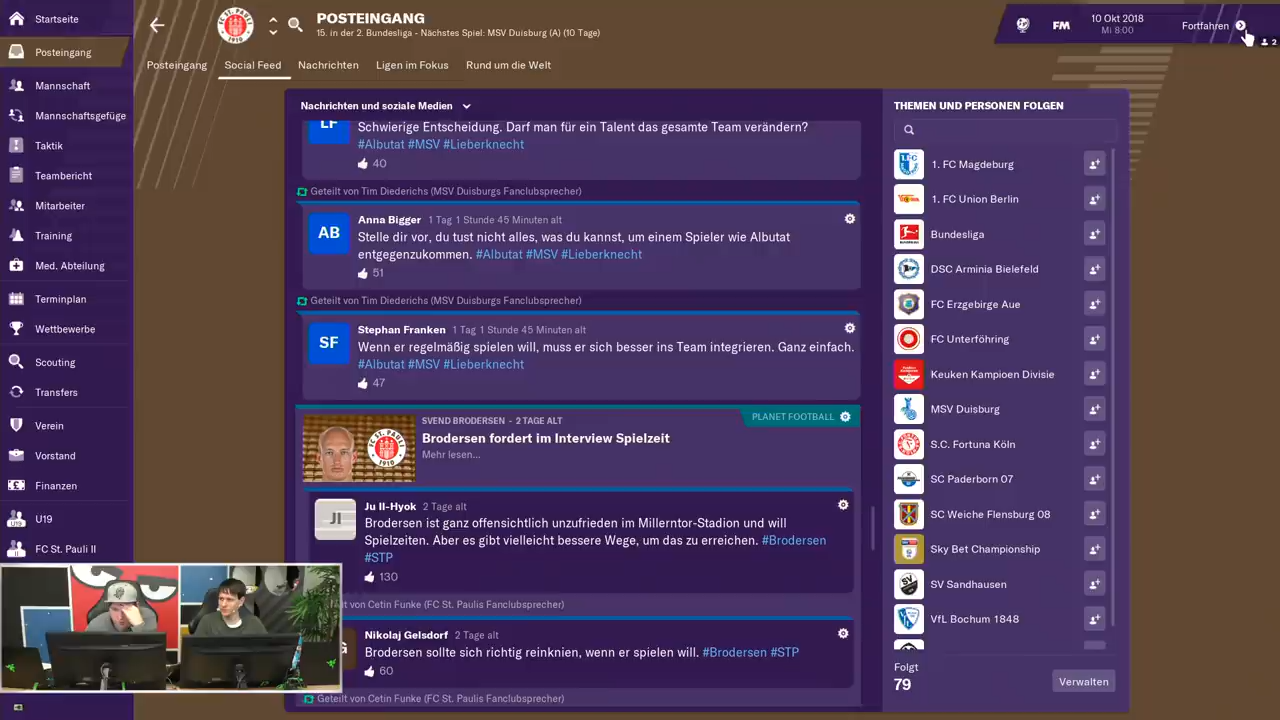 Startseite
Posteingang
Mannschaft
Mannschaftsgefüge
Taktik
Teambericht
Mitarbeiter
Training
Med. Abteilung
Terminplan
Wettbewerbe
Scouting
Transfers
Verein
Vorstand
Finanzen
U19
U19
FC St. Pauli II
FC ST. PAULI
1910
POSTEINGANG
15. in der 2. Bundesliga - Nächstes Spiel: MSV Duisburg (A) (10 Tage)
FM
10 Okt 2018
Mi 8:00
Fortfahren
2
Posteingang
Social Feed
Nachrichten
Ligen im Fokus
Rund um die Welt
Nachrichten und soziale Medien
LF
Schwierige Entscheidung. Darf man für ein Talent das gesamte Team verändern?
#Albutat #MSV #Lieberknecht
40
Geteilt von Tim Diederichs (MSV Duisburgs Fanclubsprecher)
AB
Anna Bigger 1 Tag 1 Stunde 45 Minuten alt
Stelle dir vor, du tust nicht alles, was du kannst, um einem Spieler wie Albutat
entgegenzukommen. #Albutat #MSV #Lieberknecht
51
Geteilt von Tim Diederichs (MSV Duisburgs Fanclubsprecher)
SF
Stephan Franken 1 Tag 1 Stunde 45 Minuten alt
Wenn er regelmäßig spielen will, muss er sich besser ins Team integrieren. Ganz einfach.
#Albutat #MSV #Lieberknecht
47
SVEND BRODERSEN - 2 TAGE ALT
PLANET FOOTBALL
Brodersen fordert im Interview Spielzeit
Mehr lesen...
JI
Ju Il-Hyok 2 Tage alt
Brodersen ist ganz offensichtlich unzufrieden im Millerntor-Stadion und will
Spielzeiten. Aber es gibt vielleicht bessere Wege, um das zu erreichen. #Brodersen
#STP
130
von Cetin Funke (FC St. Paulis Fanclubsprecher)
Nikolaj Gelsdorf 2 Tage alt
Brodersen sollte sich richtig reinknien, wenn er spielen will. #Brodersen #STP
60
Geteilt von Cetin Funke (FC St. Paulis Fanclubsprecher)
THEMEN UND PERSONEN FOLGEN
1. FC Magdeburg
1. FC Union Berlin
Bundesliga
DSC Arminia Bielefeld
FC Erzgebirge Aue
FC Unterföhring
Keuken Kampioen Divisie
MSV Duisburg
S.C. Fortuna Köln
SC Paderborn 07
SC Weiche Flensburg 08
Sky Bet Championship
SV Sandhausen
VfL Bochum 1848
Folgt
79
Verwalten